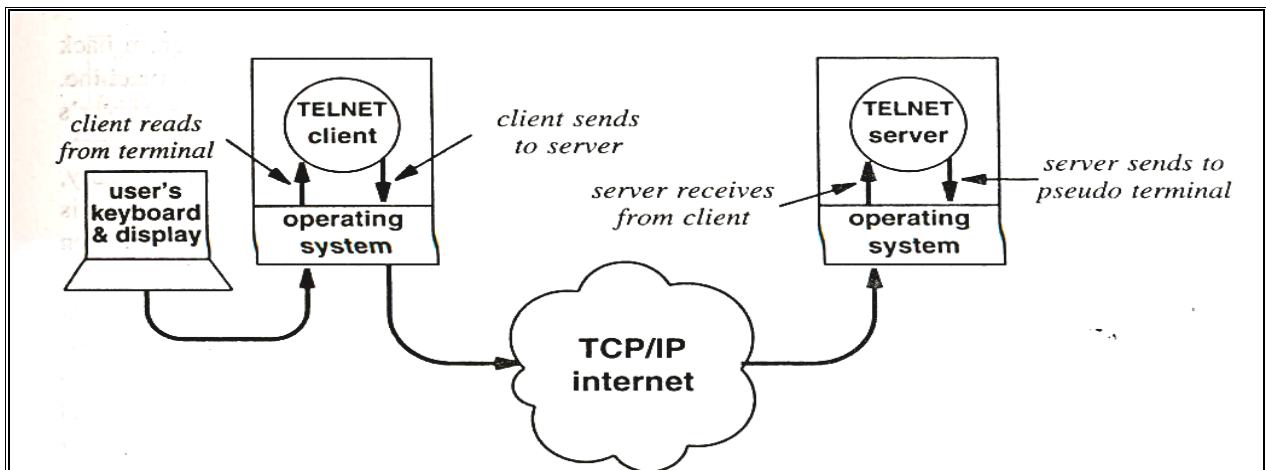 TELNET
client
client reads
from terminal
client sends
to server
user's
keyboard
& display
operating
system
TCP/IP
internet
TELNET
server
server receives
from client
server sends to
pseudo terminal
operating
system